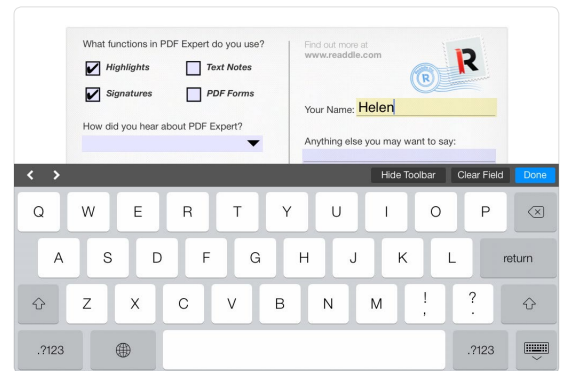 What functions in PDF Expert do you use?
Highlights
Text Notes
Signatures
PDF Forms
How did you hear about PDF Expert?
Find out more at
www.readdle.com
R
R
Your Name: Helen
Anything else you may want to say:
Hide Toolbar
Clear Field
Done
Q W E R T Y U I O P
A S D F G H J K L return
Z X C V B N M ! , ? .
.?123 .?123